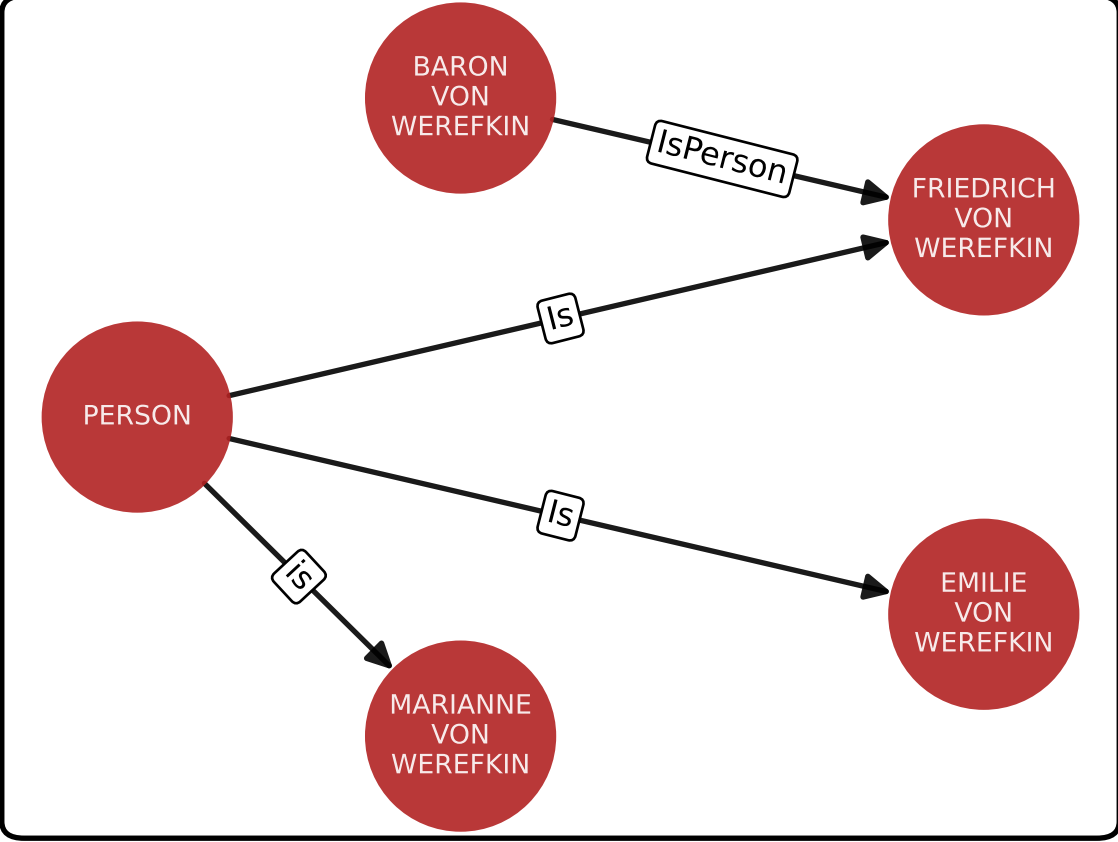 BARON
VON
WEREFKIN
IsPerson
FRIEDRICH
VON
WEREFKIN
Is
PERSON
Is
is
EMILIE
VON
WEREFKIN
MARIANNE
VON
WEREFKIN